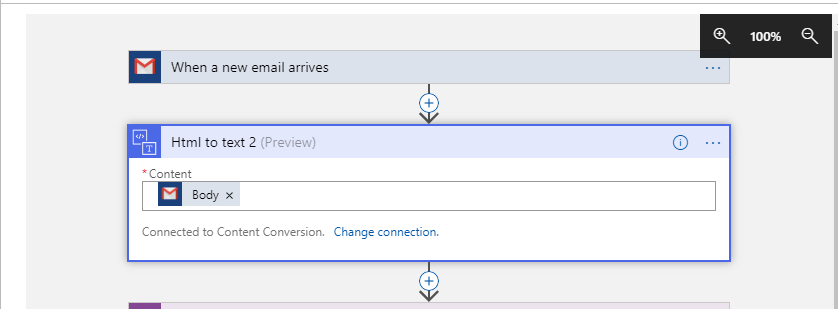 100%
When a new email arrives
...
+
</>
T
Html to text 2 (Preview)
i
...
* Content
Body ×
Connected to Content Conversion. Change connection.
+